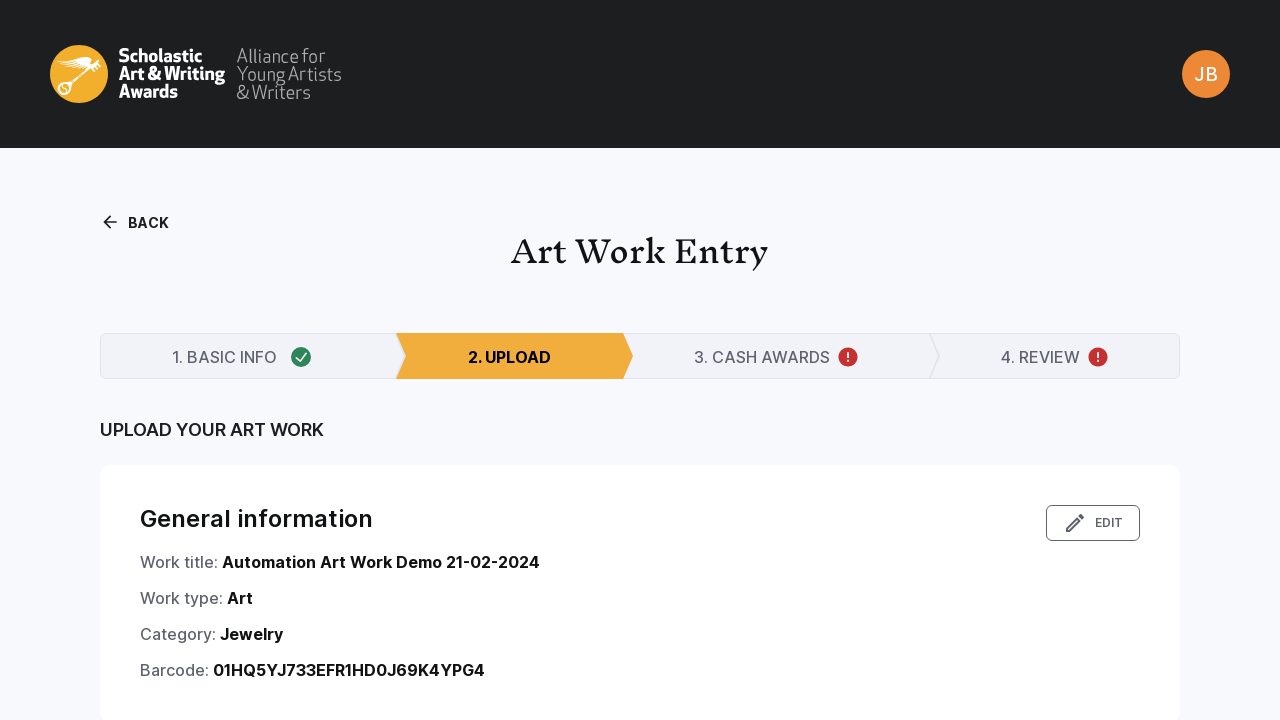 Scholastic
Art & Writing
Awards
Alliance for
Young Artists
& Writers
JB
BACK
Art Work Entry
1. BASIC INFO
2. UPLOAD
3. CASH AWARDS
4. REVIEW
UPLOAD YOUR ART WORK
General information
EDIT
Work title: Automation Art Work Demo 21-02-2024
Work type: Art
Category: Jewelry
Barcode: 01HQ5YJ733EFR1HD0J69K4YPG4